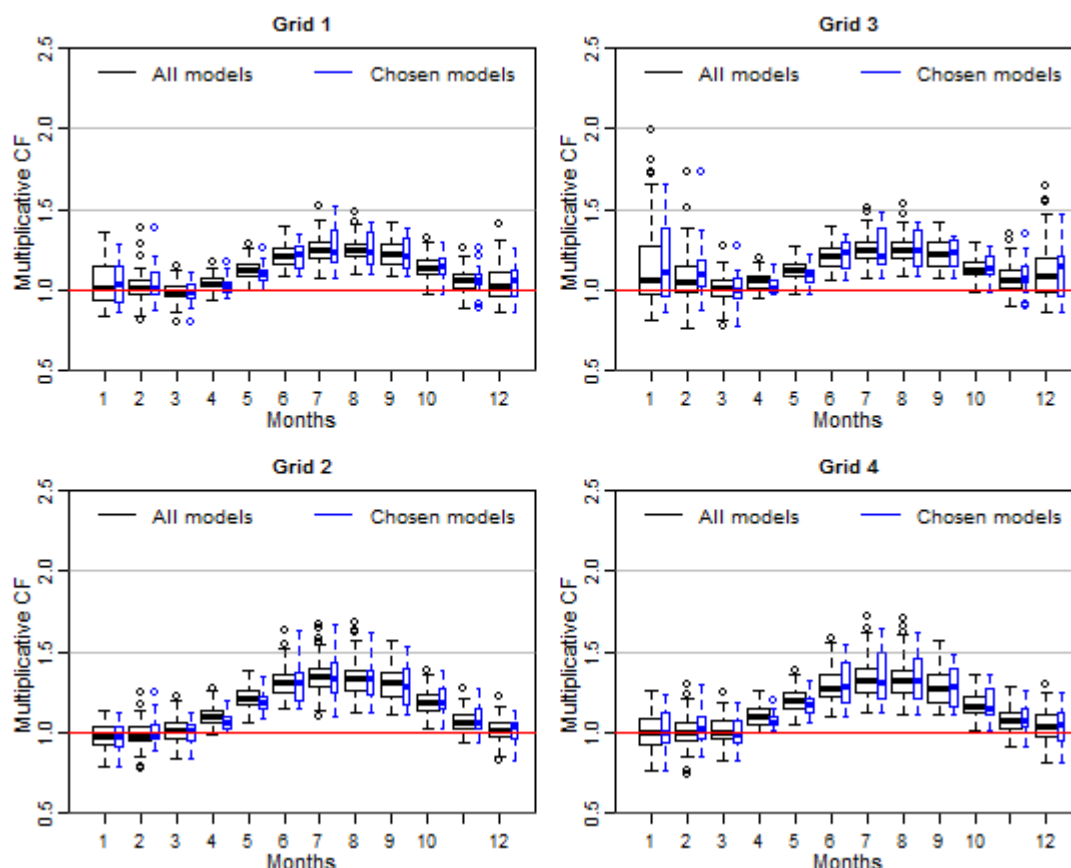 Grid 1
2.5
2.0
1.5
1.0
0.5
Multiplicative CF
All models Chosen models
1 2 3 4 5 6 7 8 9 10 12
Months
Grid 3
2.5
2.0
1.5
1.0
0.5
Multiplicative CF
All models Chosen models
1 2 3 4 5 6 7 8 9 10 12
Months
Grid 2
2.5
2.0
1.5
1.0
0.5
Multiplicative CF
All models Chosen models
1 2 3 4 5 6 7 8 9 10 12
Months
Grid 4
2.5
2.0
1.5
1.0
0.5
Multiplicative CF
All models Chosen models
1 2 3 4 5 6 7 8 9 10 12
Months